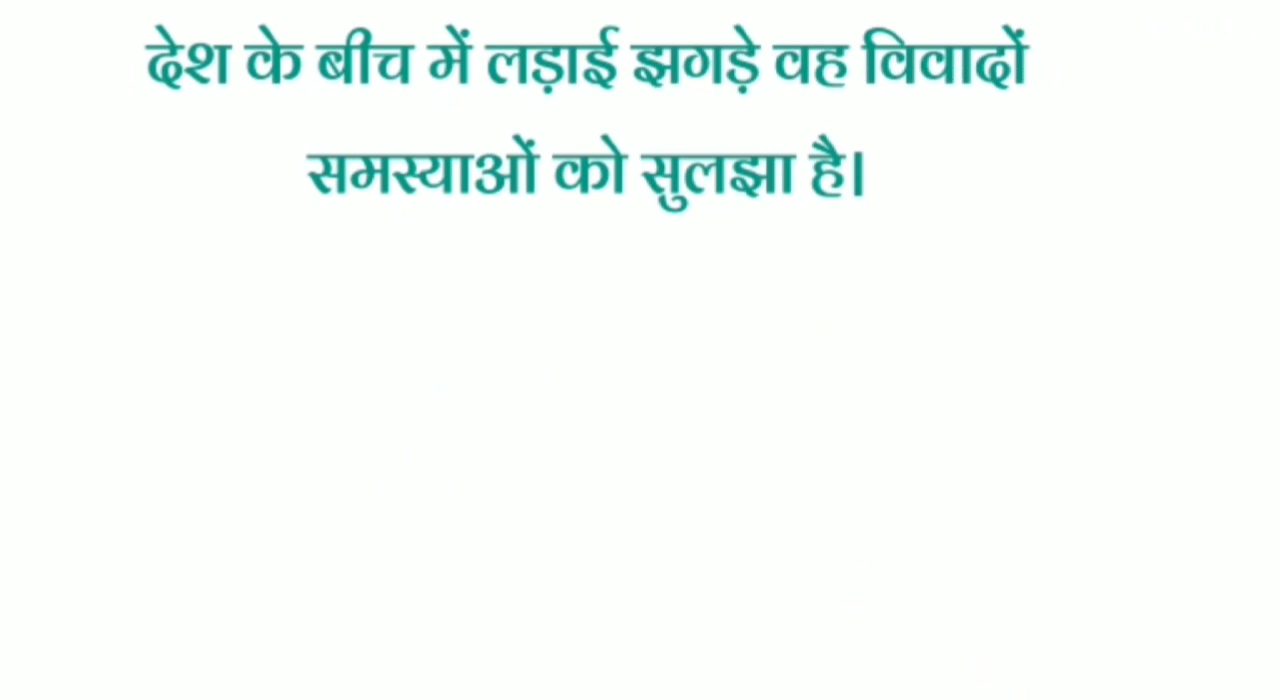 देश के बीच में लड़ाई झगड़े वह विवादों
समस्याओं को सुलझा है।